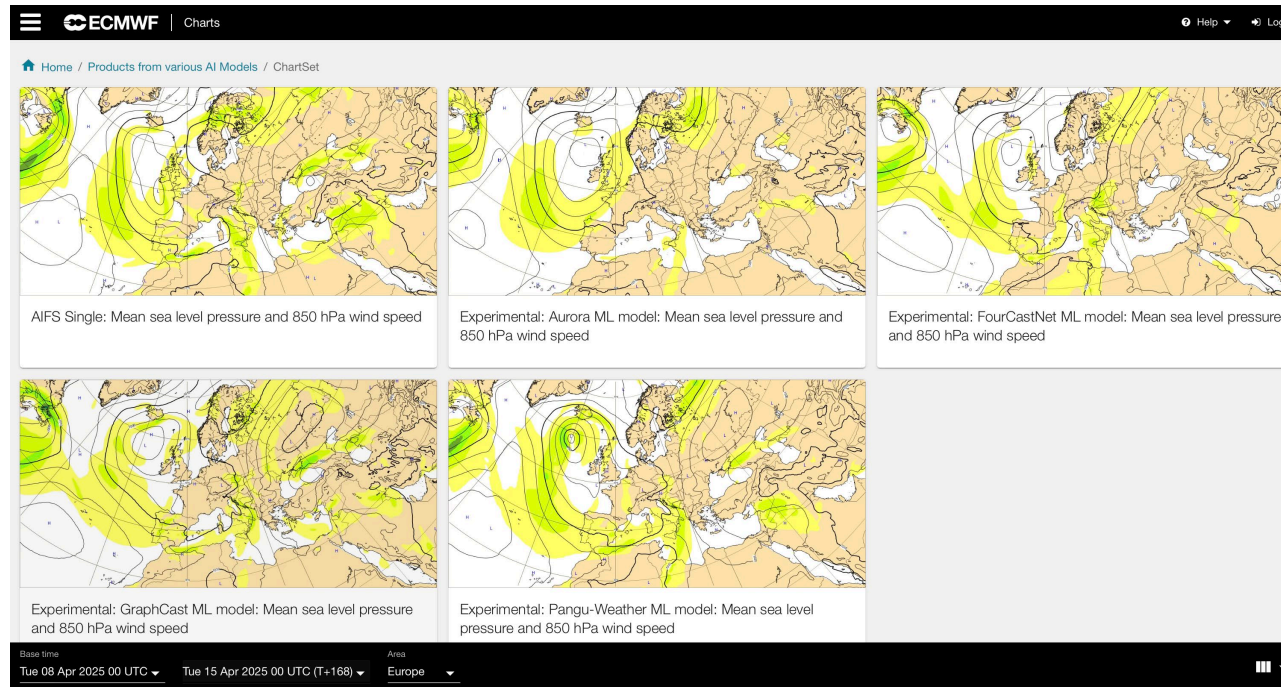 ECMWF Charts Help
Home / Products from various AI Models / ChartSet
AIFS Single: Mean sea level pressure and 850 hPa wind speed
Experimental: Aurora ML model: Mean sea level pressure and
850 hPa wind speed
Experimental: FourCastNet ML model: Mean sea level pressure
and 850 hPa wind speed
Experimental: GraphCast ML model: Mean sea level pressure
and 850 hPa wind speed
Experimental: Pangu-Weather ML model: Mean sea level
pressure and 850 hPa wind speed
Base time
Area
Tue 08 Apr 2025 00 UTC Tue 15 Apr 2025 00 UTC (T+168) Europe